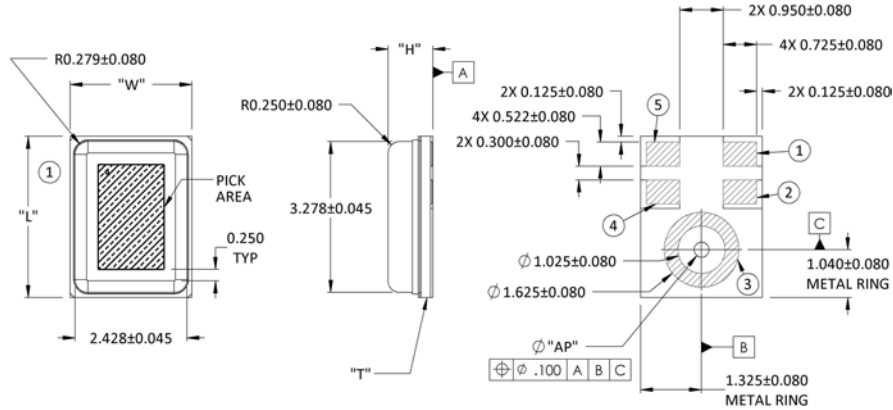 R0.279±0.080
"W"
1
"L"
PICK
AREA
0.250
TYP
2.428±0.045
"H"
A
R0.250±0.080
3.278±0.045
"T"
2X 0.950±0.080
4X 0.725±0.080
2X 0.125±0.080
2X 0.125±0.080
4X 0.522±0.080
2X 0.300±0.080
5
1
2
4
C
Ø 1.025±0.080
3
1.040±0.080
METAL RING
Ø 1.625±0.080
Ø "AP"
B
⌖ Ø .100 A B C
1.325±0.080
METAL RING